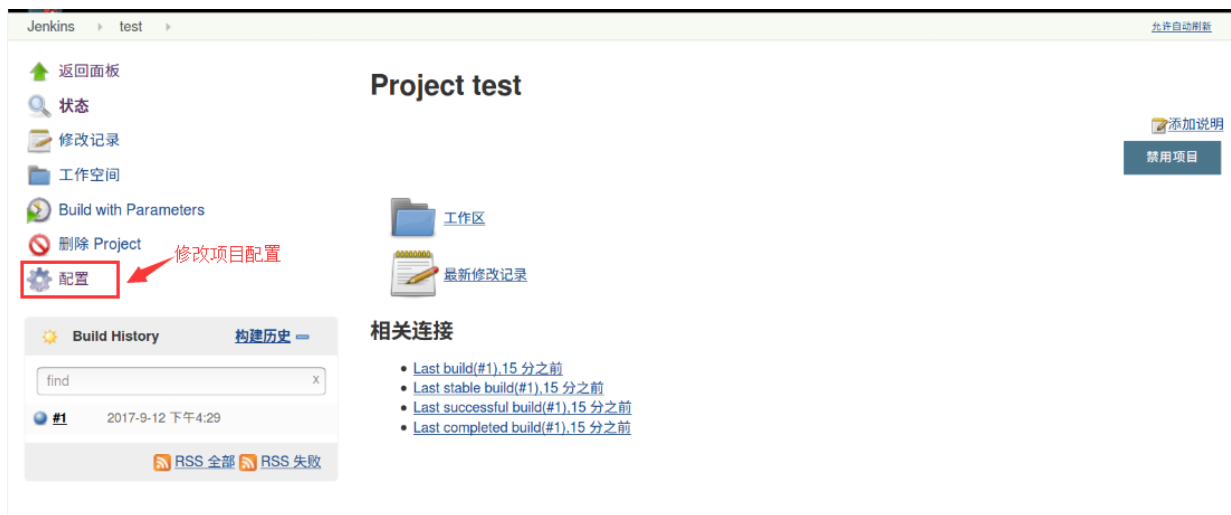 Jenkins test 允许自动刷新
返回面板
状态
修改记录
工作空间
Build with Parameters
删除 Project
修改项目配置
配置
Build History 构建历史
find x
#1 2017-9-12 下午4:29
RSS 全部 RSS 失败
Project test
添加说明
禁用项目
工作区
最新修改记录
相关连接
Last build(#1),15 分之前
Last stable build(#1),15 分之前
Last successful build(#1),15 分之前
Last completed build(#1),15 分之前